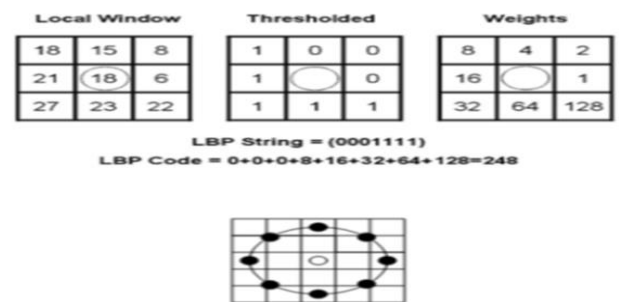 Local Window Thresholded Weights
18 15 8 1 0 0 8 4 2
21 18 6 1 0 16 1
27 23 22 1 1 1 32 64 128
LBP String = (0001111)
LBP Code = 0+0+0+8+16+32+64+128=248